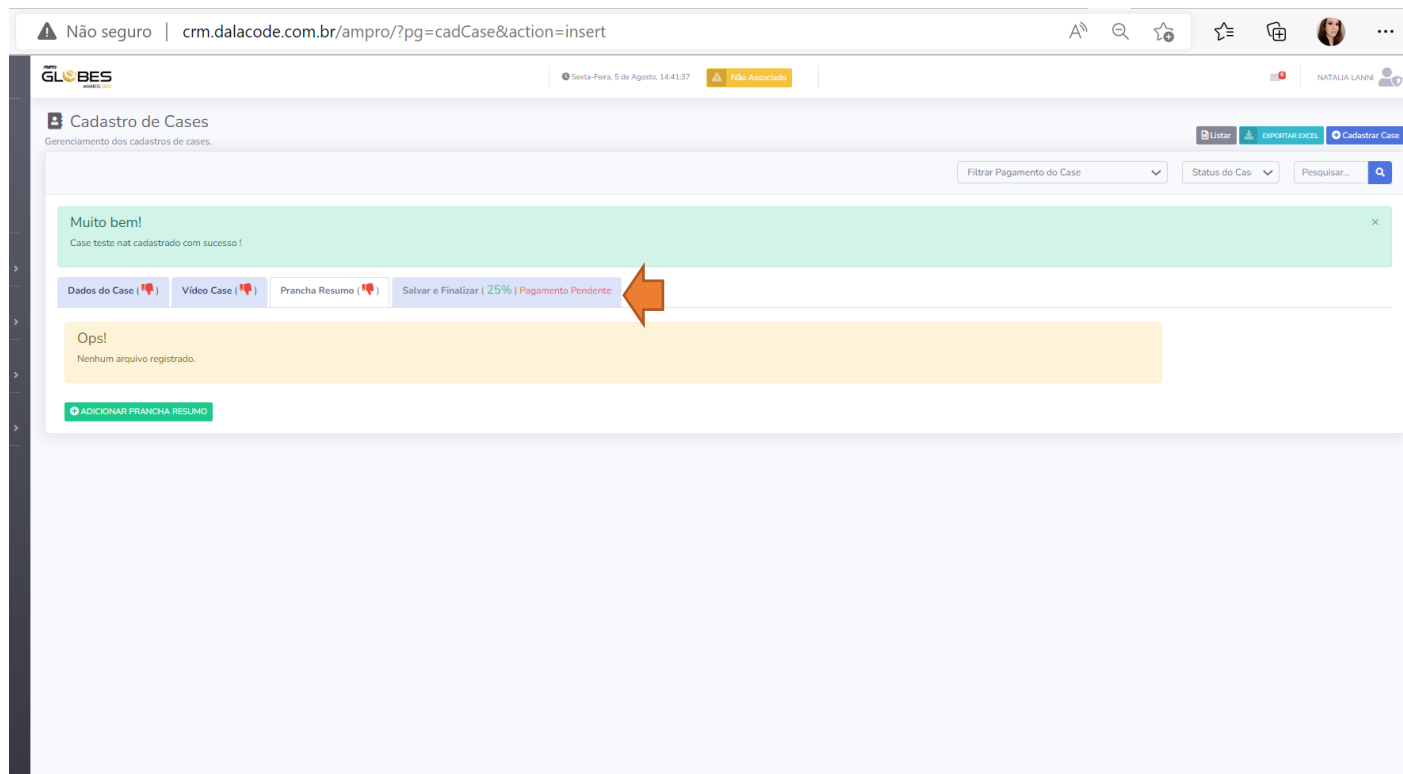 Não seguro | crm.dalacode.com.br/ampro/?pg=cadCase&action=insert
GLOBES
Sexta-Feira, 5 de Agosto, 14:41:37
Não Associado
NATALIA LANNI
Cadastro de Cases
Gerenciamento dos cadastros de cases.
Listar EXPORTAR EXCEL Cadastrar Case
Filtrar Pagamento do Case Status do Cas Pesquisar...
Muito bem! ×
Case teste nat cadastrado com sucesso !
Dados do Case ( ) Vídeo Case ( ) Prancha Resumo ( ) Salvar e Finalizar ( 25% ) Pagamento Pendente
Ops!
Nenhum arquivo registrado.
ADICIONAR PRANCHA RESUMO